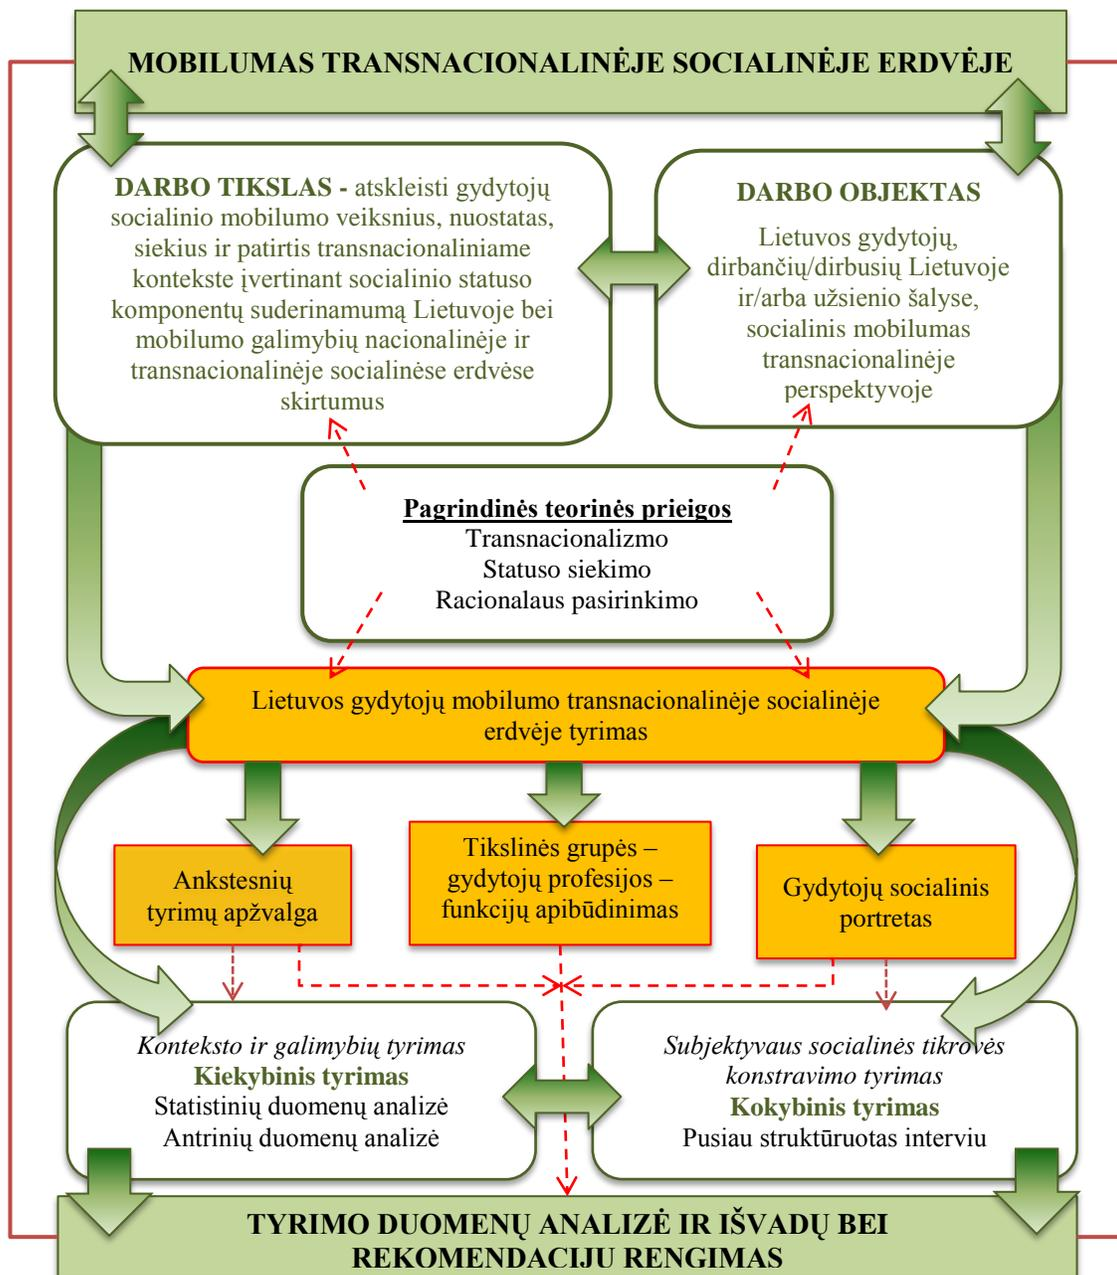 MOBILUMAS TRANSNACIONALINĖJE SOCIALINĖJE ERDVĖJE
DARBO TIKSLAS - atskleisti gydytojų
socialinio mobilumo veiksnius, nuostatas,
siekius ir patirtis transnacionaliniame
kontekste įvertinant socialinio statuso
komponentų suderinamumą Lietuvoje bei
mobilumo galimybių nacionalinėje ir
transnacionalinėje socialinėse erdvėse
skirtumus
DARBO OBJEKTAS
Lietuvos gydytojų,
dirbančių/dirbusių Lietuvoje
ir/arba užsienio šalyse,
socialinis mobilumas
transnacionalinėje
perspektyvoje
Pagrindinės teorinės prieigos
Transnacionalizmo
Statuso siekimo
Racionalaus pasirinkimo
Lietuvos gydytojų mobilumo transnacionalinėje socialinėje
erdvėje tyrimas
Ankstesnių
tyrimų apžvalga
Tikslinės grupės –
gydytojų profesijos –
funkcijų apibūdinimas
Gydytojų socialinis
portretas
Konteksto ir galimybių tyrimas
Kiekybinis tyrimas
Statistinių duomenų analizė
Antrinių duomenų analizė
Subjektyvaus socialinės tikrovės
konstravimo tyrimas
Kokybinis tyrimas
Pusiau struktūruotas interviu
TYRIMO DUOMENŲ ANALIZĖ IR IŠVADŲ BEI
REKOMENDACIJU RENGIMAS